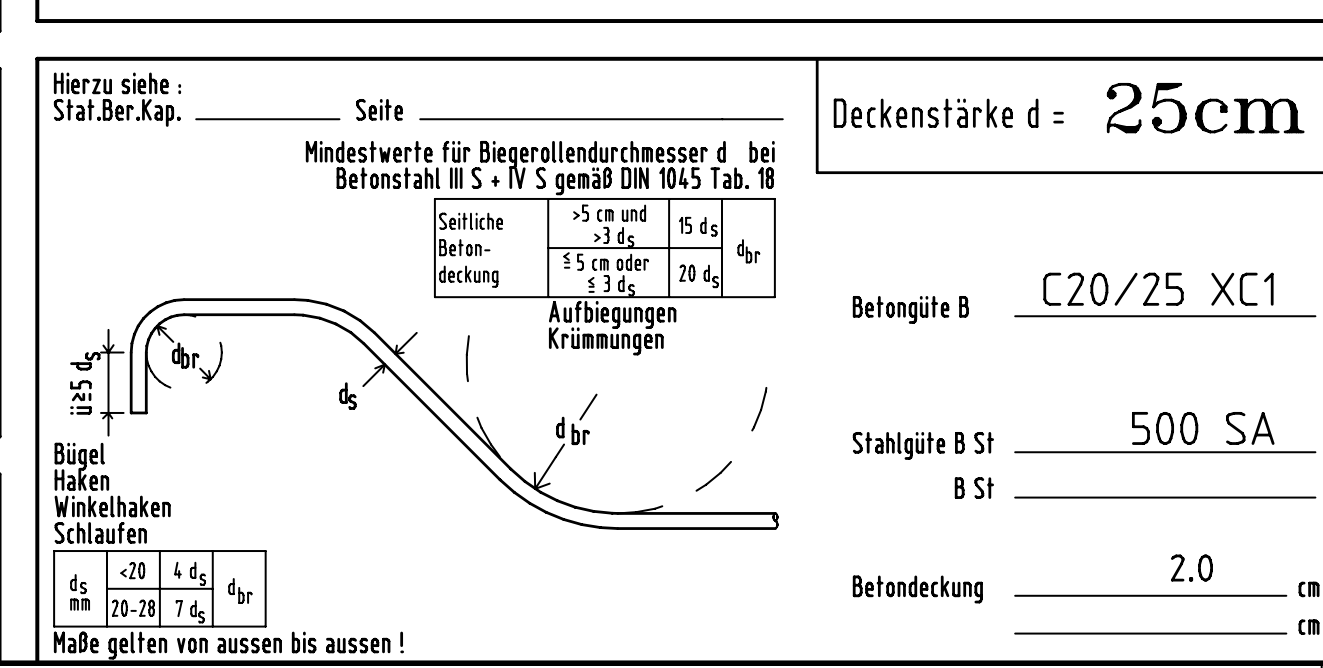 Hierzu siehe :
Stat.Ber.Kap. Seite
Mindestwerte für Biegerollendurchmesser d bei
Betonstahl III S + IV S gemäß DIN 1045 Tab. 18
Seitliche
Beton-
deckung
>5 cm und
>3 ds
15 ds
≦ 5 cm oder
≦ 3 ds
20 ds
dbr
Aufbiegungen
Krümmungen
ü≥5 ds
dbr
ds
dbr
Bügel
Haken
Winkelhaken
Schlaufen
ds
mm
<20
4 ds
20-28
7 ds
dbr
Maße gelten von aussen bis aussen !
Deckenstärke d = 25cm
Betongüte B C20/25 XC1
Stahlgüte B St 500 SA
B St
Betondeckung 2.0 cm
cm